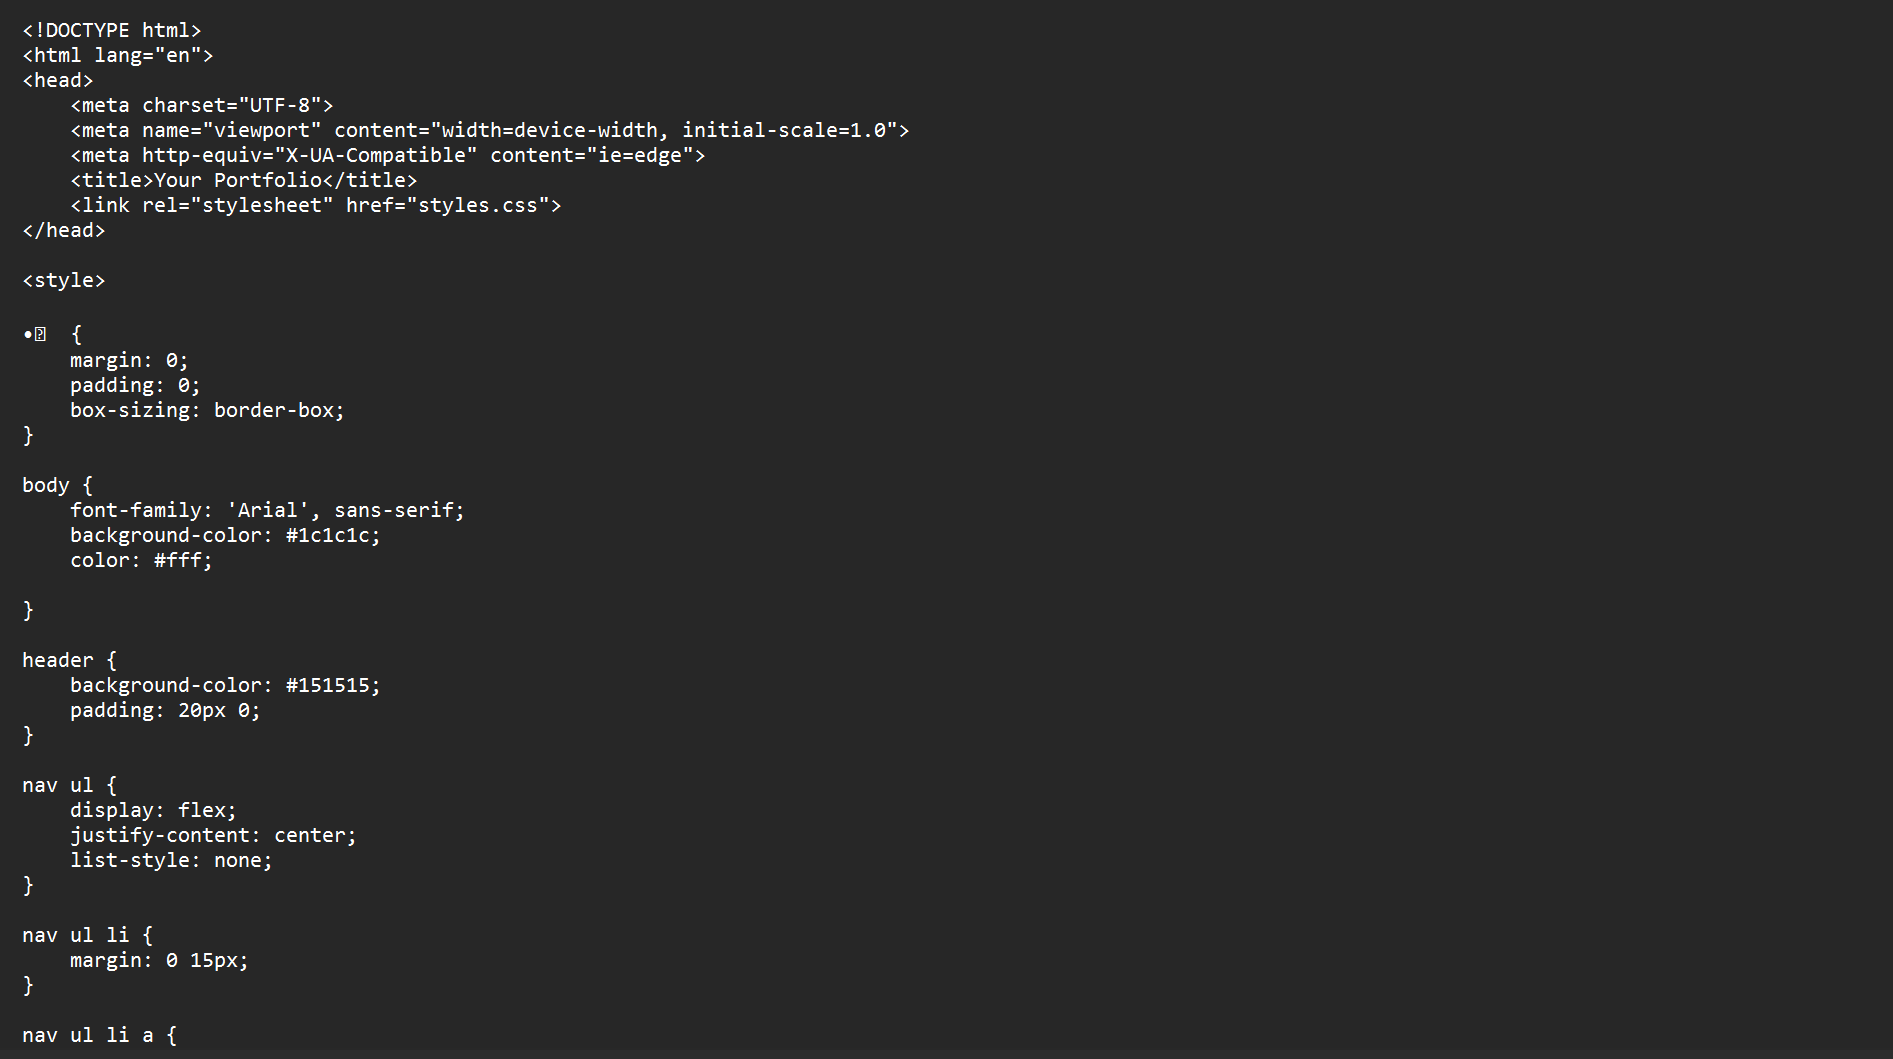 <!DOCTYPE html>
<html lang="en">
<head>
    <meta charset="UTF-8">
    <meta name="viewport" content="width=device-width, initial-scale=1.0">
    <meta http-equiv="X-UA-Compatible" content="ie=edge">
    <title>Your Portfolio</title>
    <link rel="stylesheet" href="styles.css">
</head>

<style>

•  {
    margin: 0;
    padding: 0;
    box-sizing: border-box;
}

body {
    font-family: 'Arial', sans-serif;
    background-color: #1c1c1c;
    color: #fff;

}

header {
    background-color: #151515;
    padding: 20px 0;
}

nav ul {
    display: flex;
    justify-content: center;
    list-style: none;
}

nav ul li {
    margin: 0 15px;
}

nav ul li a {